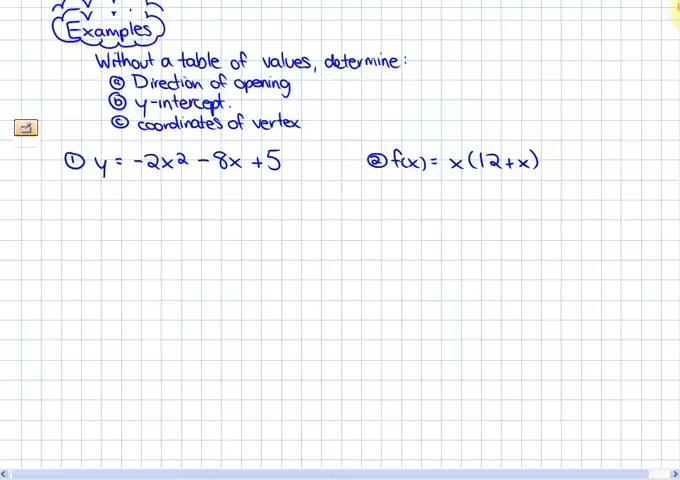 Examples
Without a table of values, determine:
ⓐ Direction of opening
ⓑ y-intercept.
ⓒ coordinates of vertex
① y = -2x² - 8x + 5
② f(x) = x(12+x)